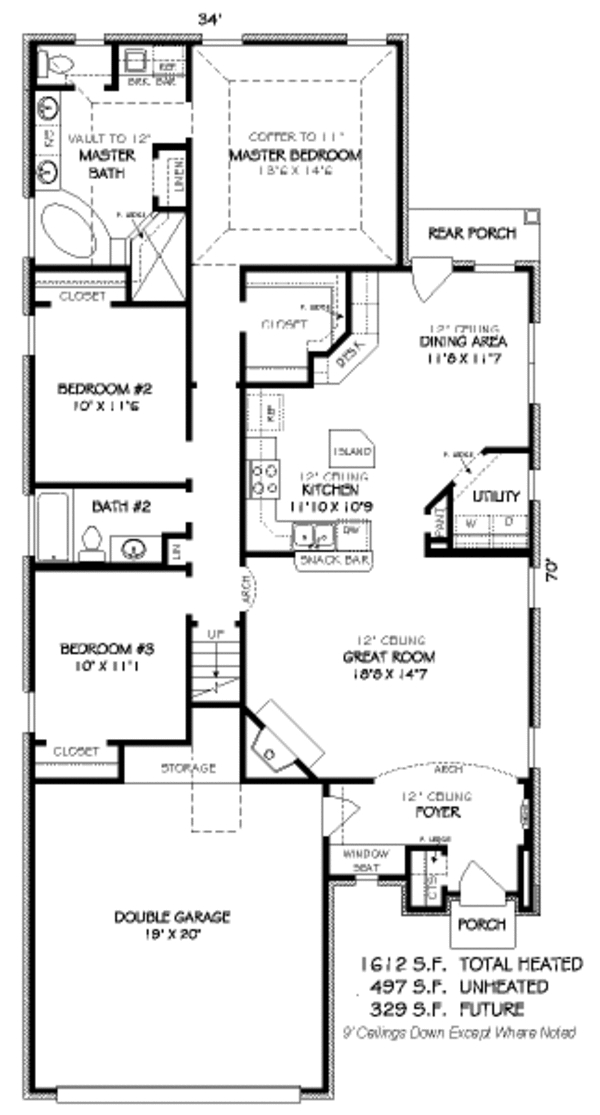 34'
REF
BRK BAR
VAULT TO 12"
MASTER
BATH
LINEN
COFFER TO 11"
MASTER BEDROOM
13'6 X 14'6
P. LEDGE
REAR PORCH
CLOSET
CLOSET
P. LEDGE
DESK
12" CEILING
DINING AREA
11'8 X 11'7
BEDROOM #2
10' X 11'6
REF
ISLAND
P. LEDGE
12" CEILING
KITCHEN
11'10 X 10'9
UTILITY
BATH #2
PANT
W
D
D/W
LIN
SNACK BAR
70'
ARCH
BEDROOM #3
10' X 11'1
UP
12" CEILING
GREAT ROOM
18'8 X 14'7
CLOSET
STORAGE
ARCH
12" CEILING
FOYER
P. LEDGE
WINDOW
SEAT
CTS
DOUBLE GARAGE
19' X 20'
PORCH
1612 S.F. TOTAL HEATED
497 S.F. UNHEATED
329 S.F. FUTURE
9' Ceilings Down Except Where Noted